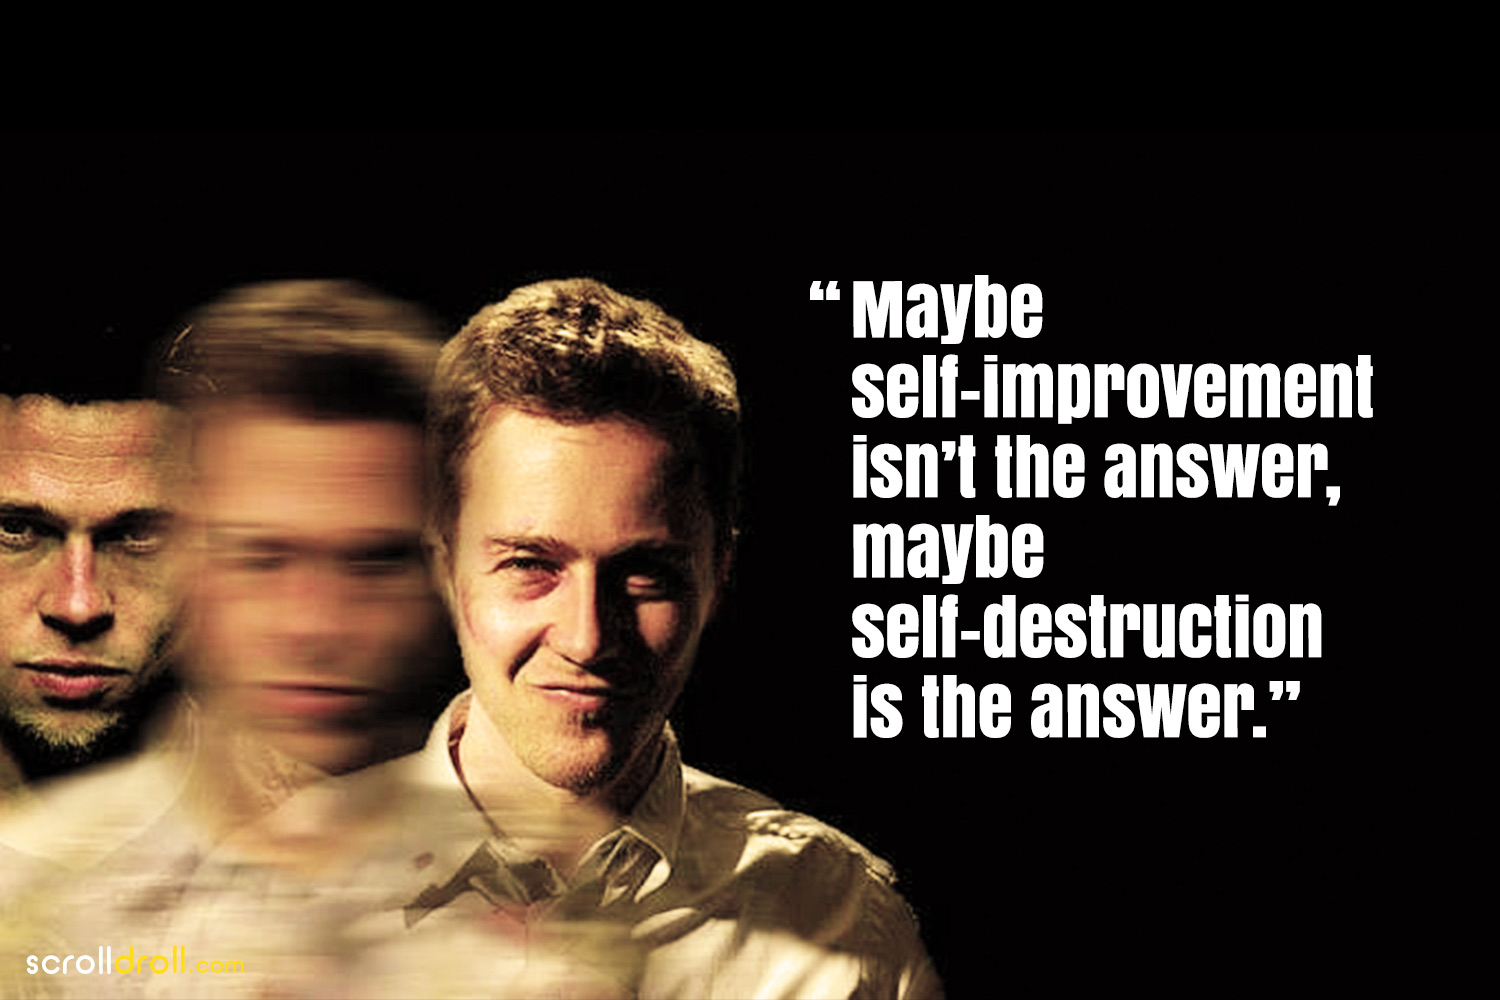 “Maybe
self-improvement
isn’t the answer,
maybe
self-destruction
is the answer.”
scrolldroll.com